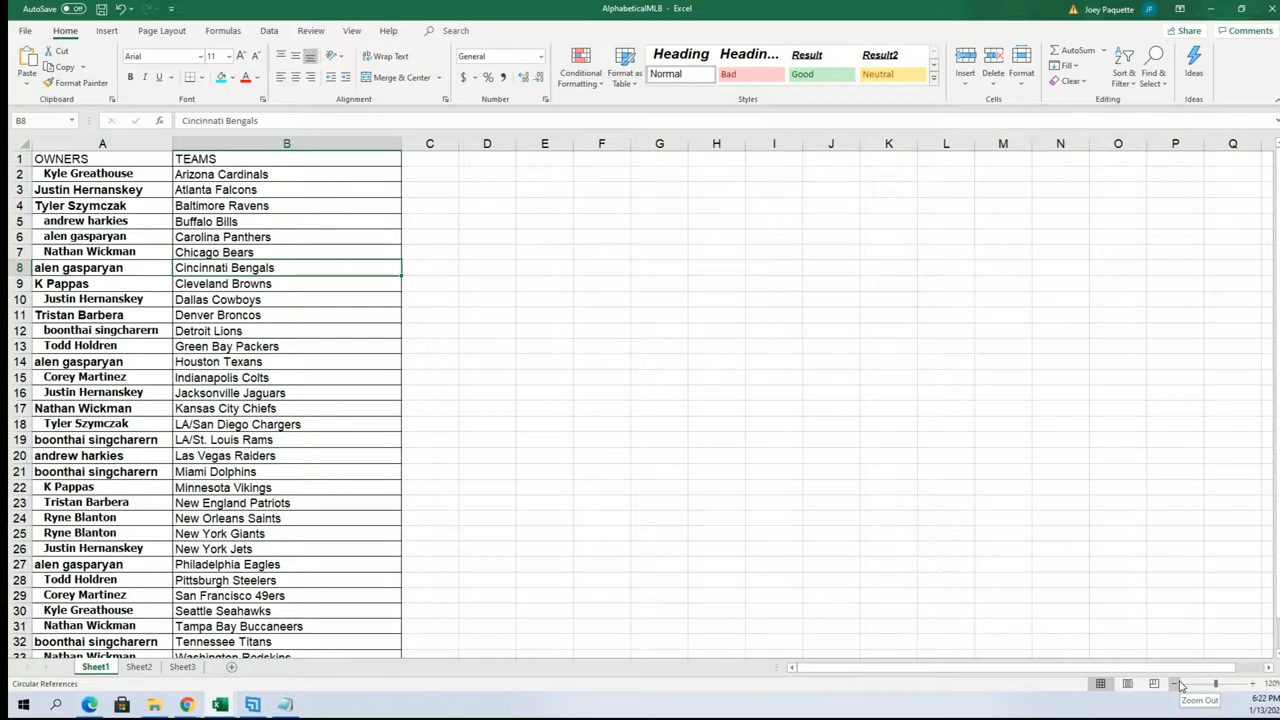 AutoSave Off AlphabeticalMLB - Excel Joey Paquette JP
File Home Insert Page Layout Formulas Data Review View Help Search Share Comments
Cut
Copy
Format Painter
Paste
Clipboard
Arial 11
B I U
Font
Wrap Text
Merge & Center
Alignment
General
$ % ,
Number
Conditional Formatting
Format as Table
Heading Headin... Result Result2
Normal Bad Good Neutral
Styles
Insert Delete Format
Cells
AutoSum
Fill
Clear
Sort & Filter
Find & Select
Editing
Ideas
Ideas
B8 fx Cincinnati Bengals
A B C D E F G H I J K L M N O P Q
1 OWNERS TEAMS
2 Kyle Greathouse Arizona Cardinals
3 Justin Hernanskey Atlanta Falcons
4 Tyler Szymczak Baltimore Ravens
5 andrew harkies Buffalo Bills
6 alen gasparyan Carolina Panthers
7 Nathan Wickman Chicago Bears
8 alen gasparyan Cincinnati Bengals
9 K Pappas Cleveland Browns
10 Justin Hernanskey Dallas Cowboys
11 Tristan Barbera Denver Broncos
12 boonthai singcharern Detroit Lions
13 Todd Holdren Green Bay Packers
14 alen gasparyan Houston Texans
15 Corey Martinez Indianapolis Colts
16 Justin Hernanskey Jacksonville Jaguars
17 Nathan Wickman Kansas City Chiefs
18 Tyler Szymczak LA/San Diego Chargers
19 boonthai singcharern LA/St. Louis Rams
20 andrew harkies Las Vegas Raiders
21 boonthai singcharern Miami Dolphins
22 K Pappas Minnesota Vikings
23 Tristan Barbera New England Patriots
24 Ryne Blanton New Orleans Saints
25 Ryne Blanton New York Giants
26 Justin Hernanskey New York Jets
27 alen gasparyan Philadelphia Eagles
28 Todd Holdren Pittsburgh Steelers
29 Corey Martinez San Francisco 49ers
30 Kyle Greathouse Seattle Seahawks
31 Nathan Wickman Tampa Bay Buccaneers
32 boonthai singcharern Tennessee Titans
33 Nathan Wickman Washington Redskins
Sheet1 Sheet2 Sheet3
Circular References 120%
Zoom Out
6:22 PM